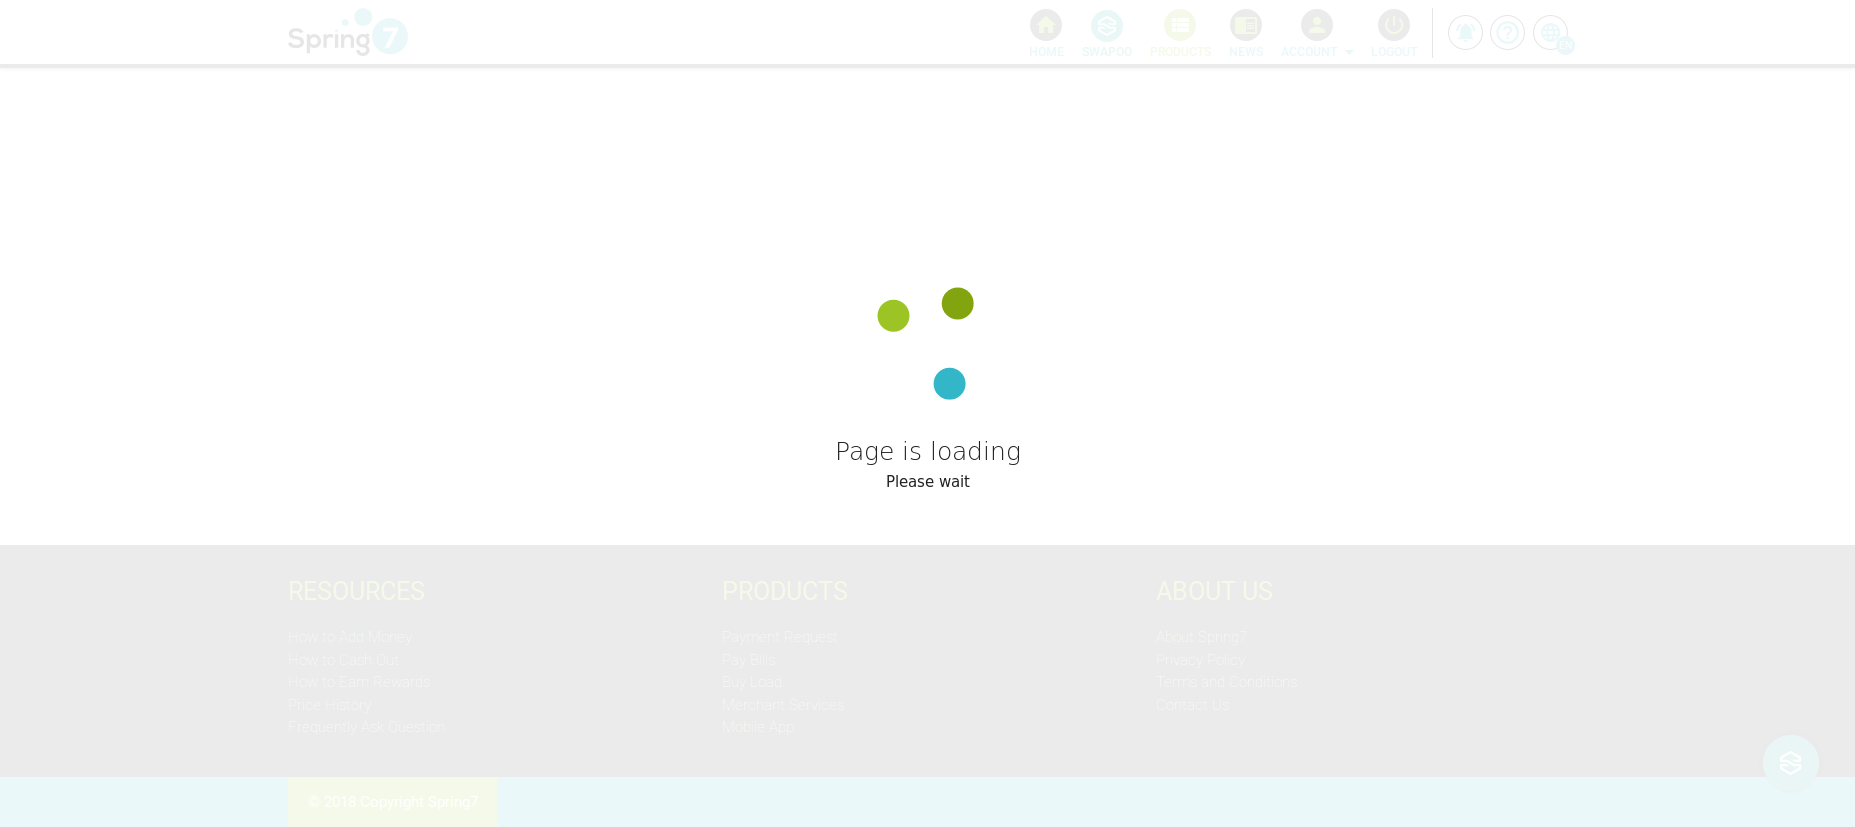 Spring 7
HOME
SWAPOO
PRODUCTS
NEWS
ACCOUNT
LOGOUT
EN
Page is loading
Please wait
RESOURCES
How to Add Money
How to Cash Out
How to Earn Rewards
Price History
Frequently Ask Question
PRODUCTS
Payment Request
Pay Bills
Buy Load
Merchant Services
Mobile App
ABOUT US
About Spring7
Privacy Policy
Terms and Conditions
Contact Us
© 2018 Copyright Spring7